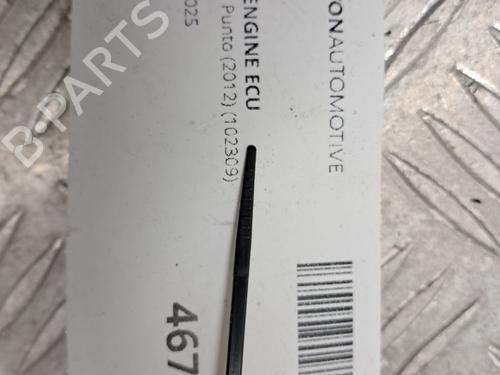 ONAUTOMOTIVE
ENGINE ECU
Punto (2012) (102309)
025
467
B-PARTS